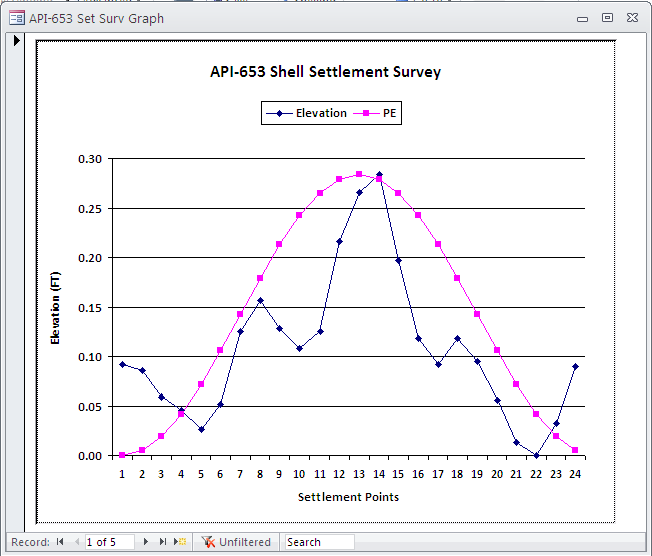 API-653 Set Surv Graph
API-653 Shell Settlement Survey
Elevation PE
0.30
0.25
0.20
0.15
0.10
0.05
0.00
Elevation (FT)
1 2 3 4 5 6 7 8 9 10 11 12 13 14 15 16 17 18 19 20 21 22 23 24
Settlement Points
Record: 1 of 5 Unfiltered Search